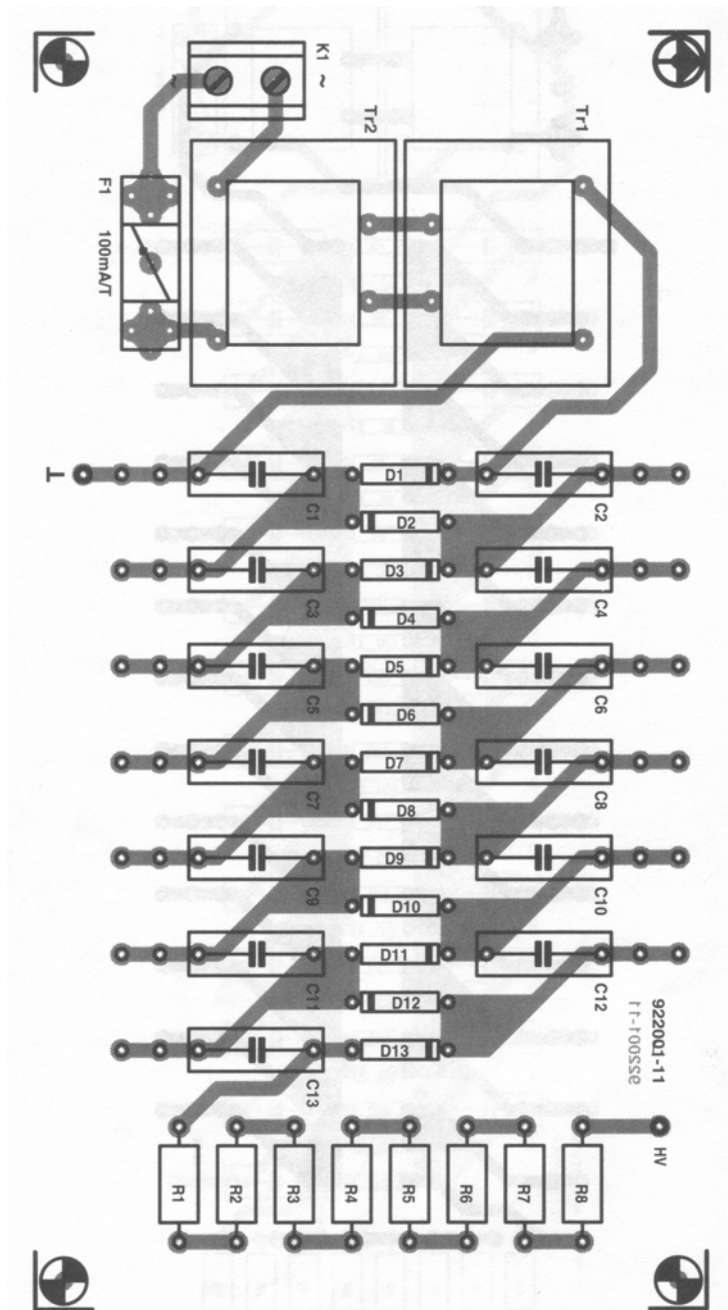 K1
~ ~
Tr2
Tr1
F1
100mA/T
⊥
D1
C1
C2
D2
D3
C3
C4
D4
D5
C5
C6
D6
D7
C7
C8
D8
D9
C9
C10
D10
D11
C11
C12
D12
922001-11
922001-11
D13
C13
HV
R1
R2
R3
R4
R5
R6
R7
R8